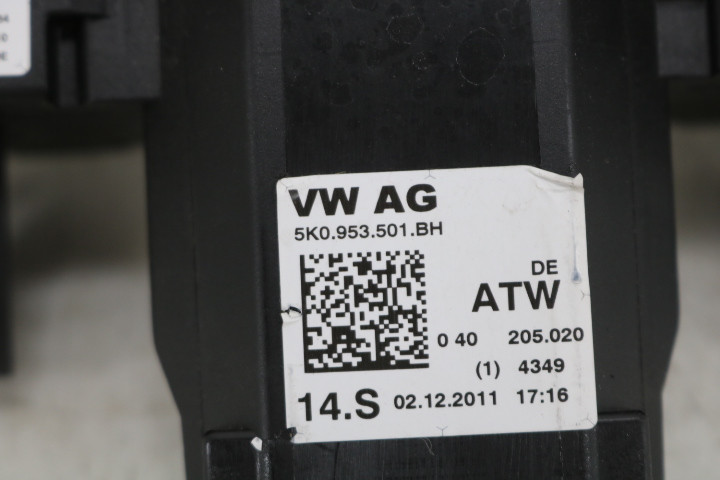 VW AG
5K0.953.501.BH
DE
ATW
0 40 205.020
(1) 4349
14.S 02.12.2011 17:16